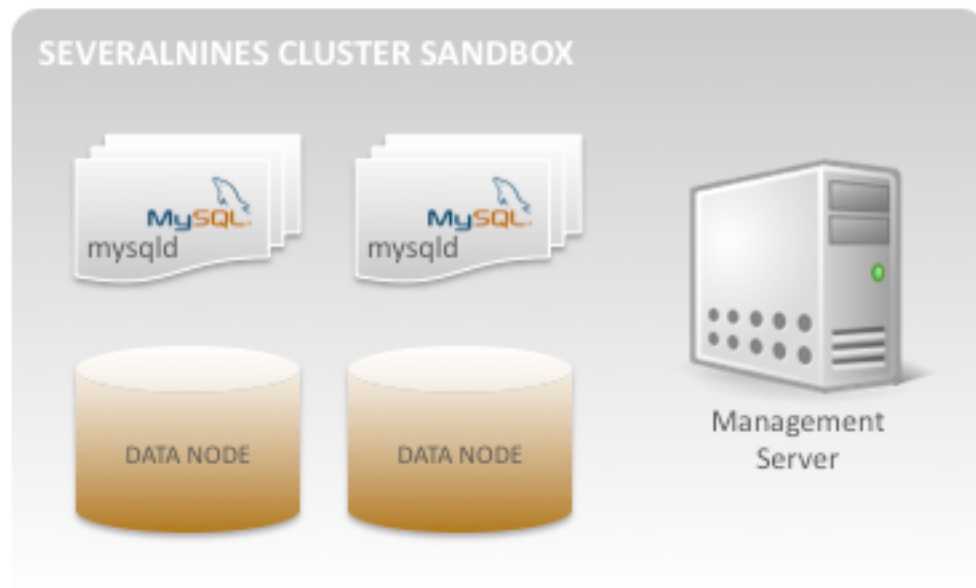 SEVERALNINES CLUSTER SANDBOX
MySQL
mysqld
MySQL
mysqld
DATA NODE
DATA NODE
Management
Server